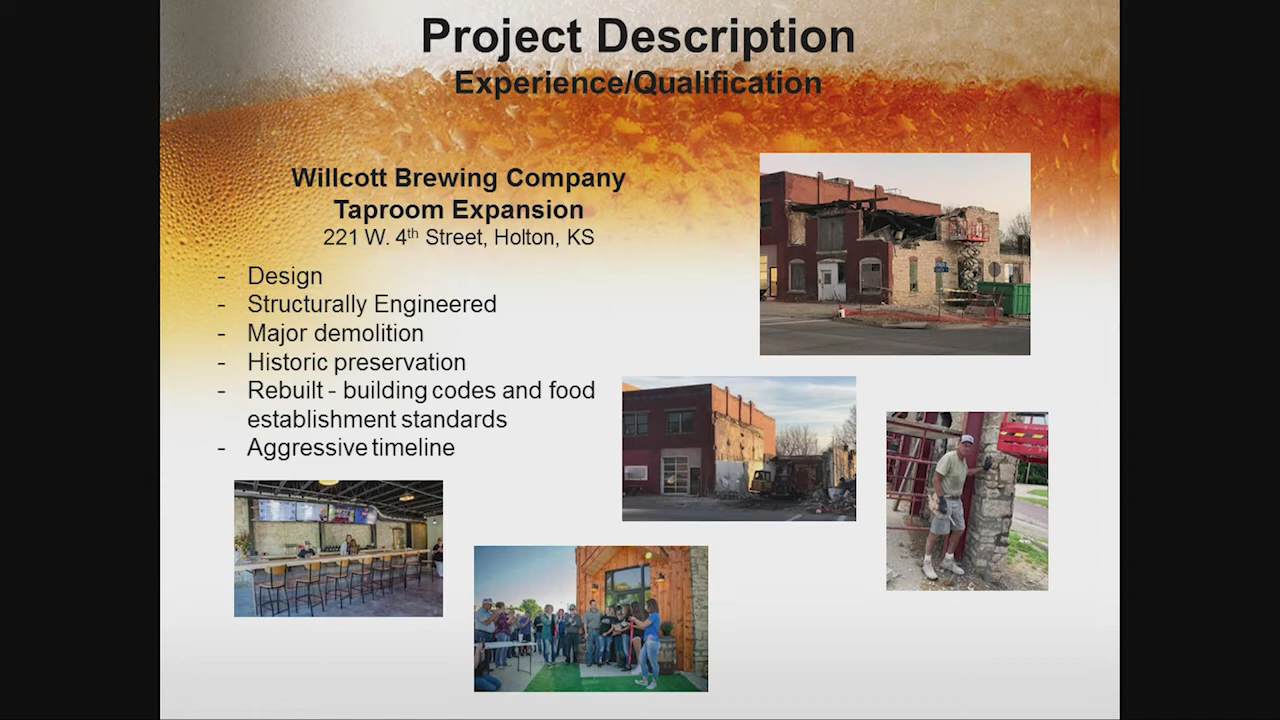 Project Description
Experience/Qualification
Willcott Brewing Company
Taproom Expansion
221 W. 4th Street, Holton, KS
- Design
- Structurally Engineered
- Major demolition
- Historic preservation
- Rebuilt - building codes and food
establishment standards
- Aggressive timeline